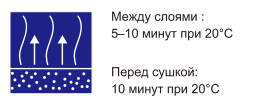 Между слоями :
5–10 минут при 20°C
Перед сушкой:
10 минут при 20°C